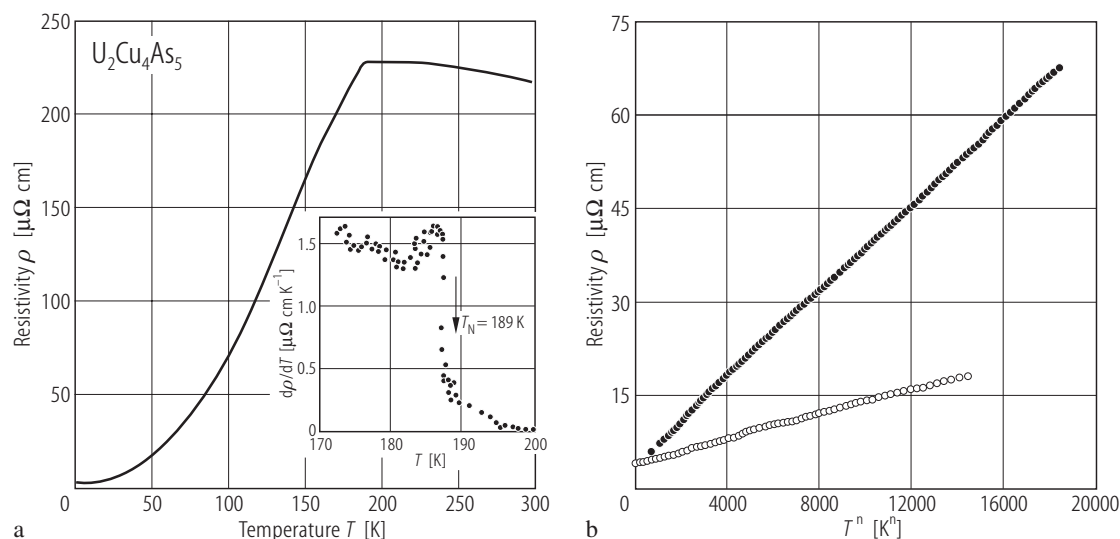 U₂Cu₄As₅
Resistivity ρ [μΩ cm]
250
200
150
100
50
0
0 50 100 150 200 250 300
Temperature T [K]
a
dρ/dT [μΩ cm K⁻¹]
1.5
1.0
0.5
0
170 180 190 200
T [K]
T_N = 189 K
Resistivity ρ [μΩ cm]
75
60
45
30
15
0 4000 8000 12000 16000 20000
Tⁿ [Kⁿ]
b